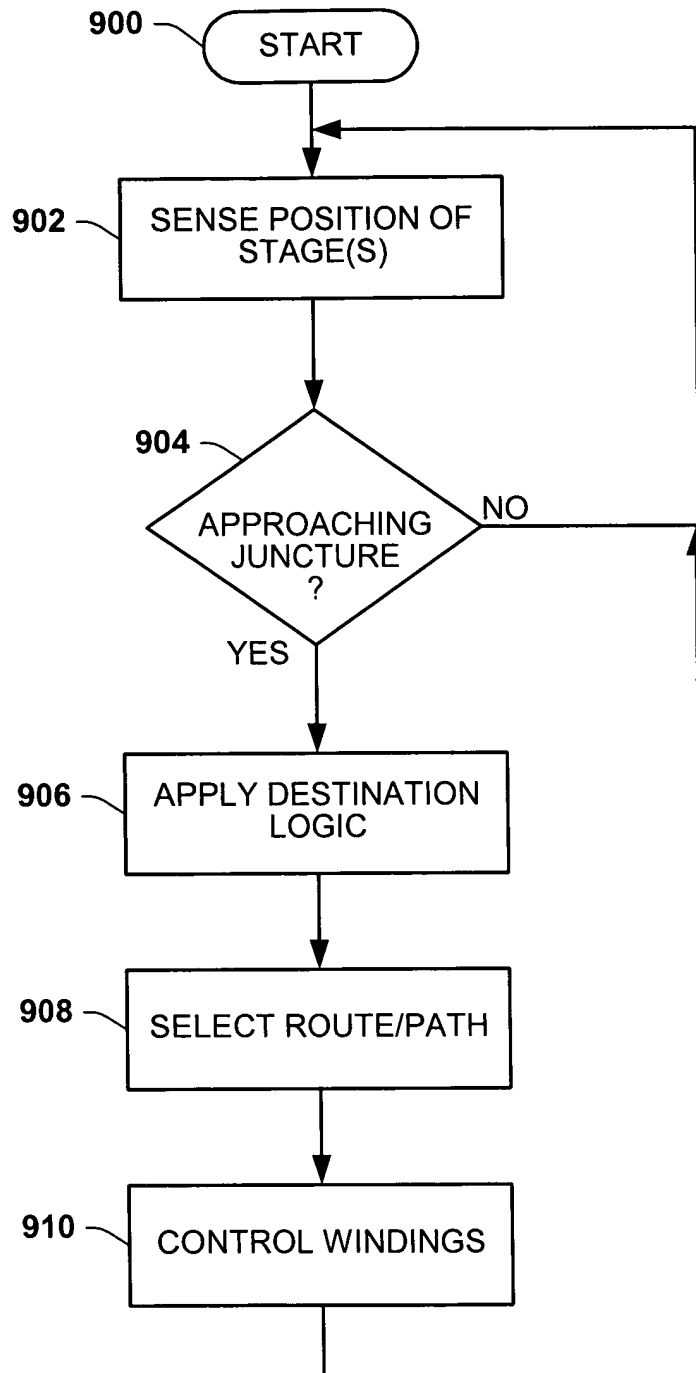 900
START
902
SENSE POSITION OF
STAGE(S)
904
APPROACHING
JUNCTURE
?
NO
YES
906
APPLY DESTINATION
LOGIC
908
SELECT ROUTE/PATH
910
CONTROL WINDINGS